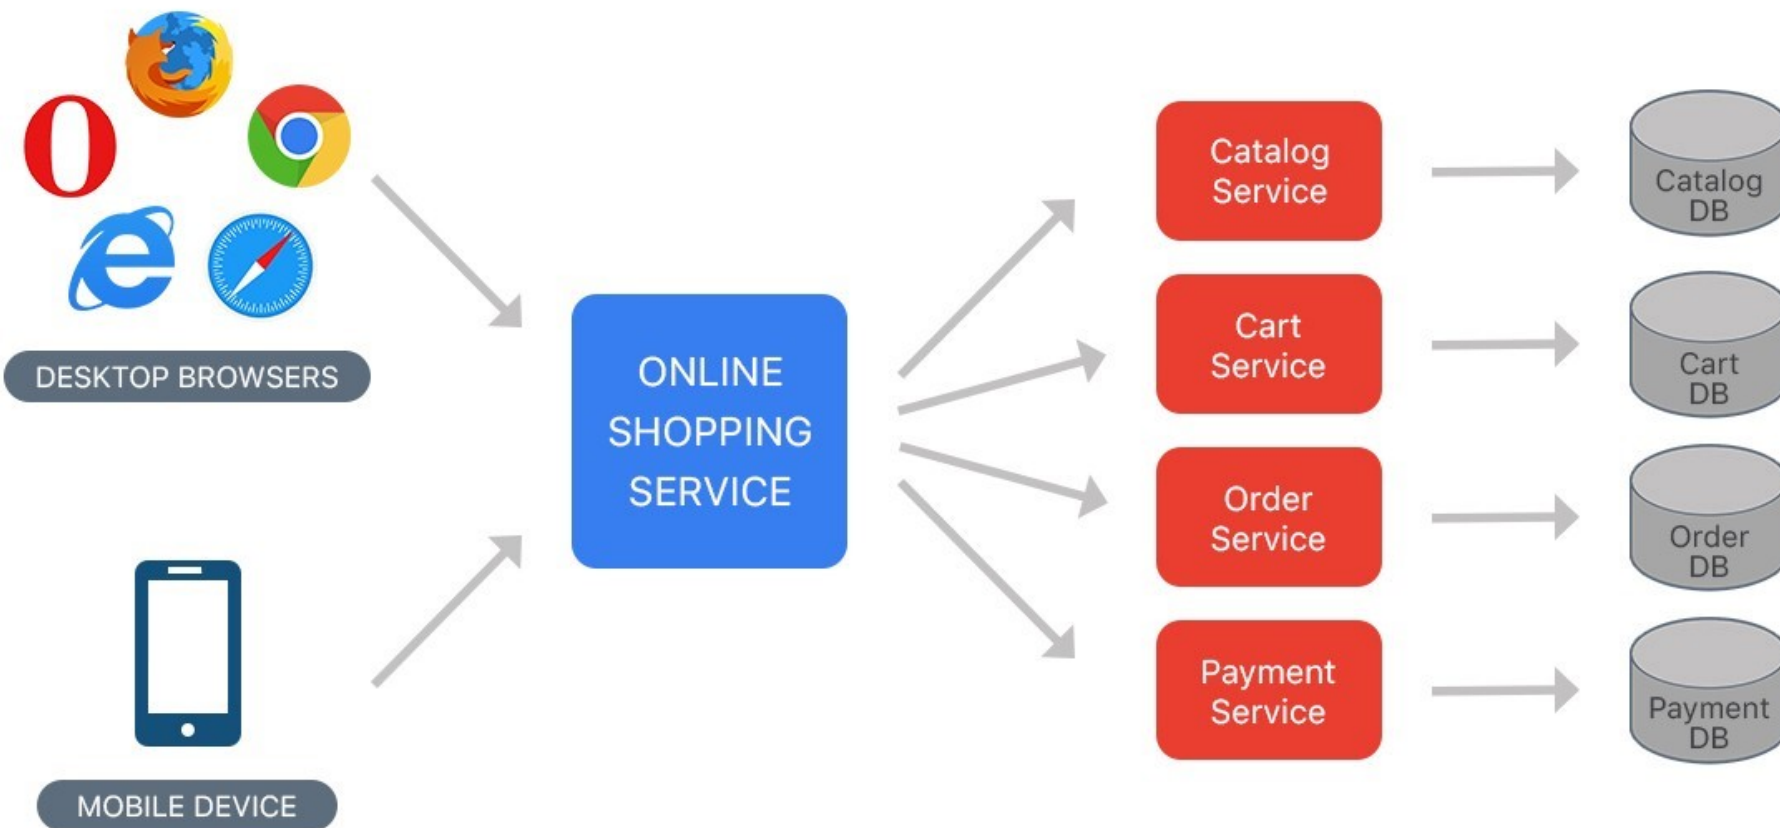 DESKTOP BROWSERS
MOBILE DEVICE
ONLINE
SHOPPING
SERVICE
Catalog
Service
Cart
Service
Order
Service
Payment
Service
Catalog
DB
Cart
DB
Order
DB
Payment
DB